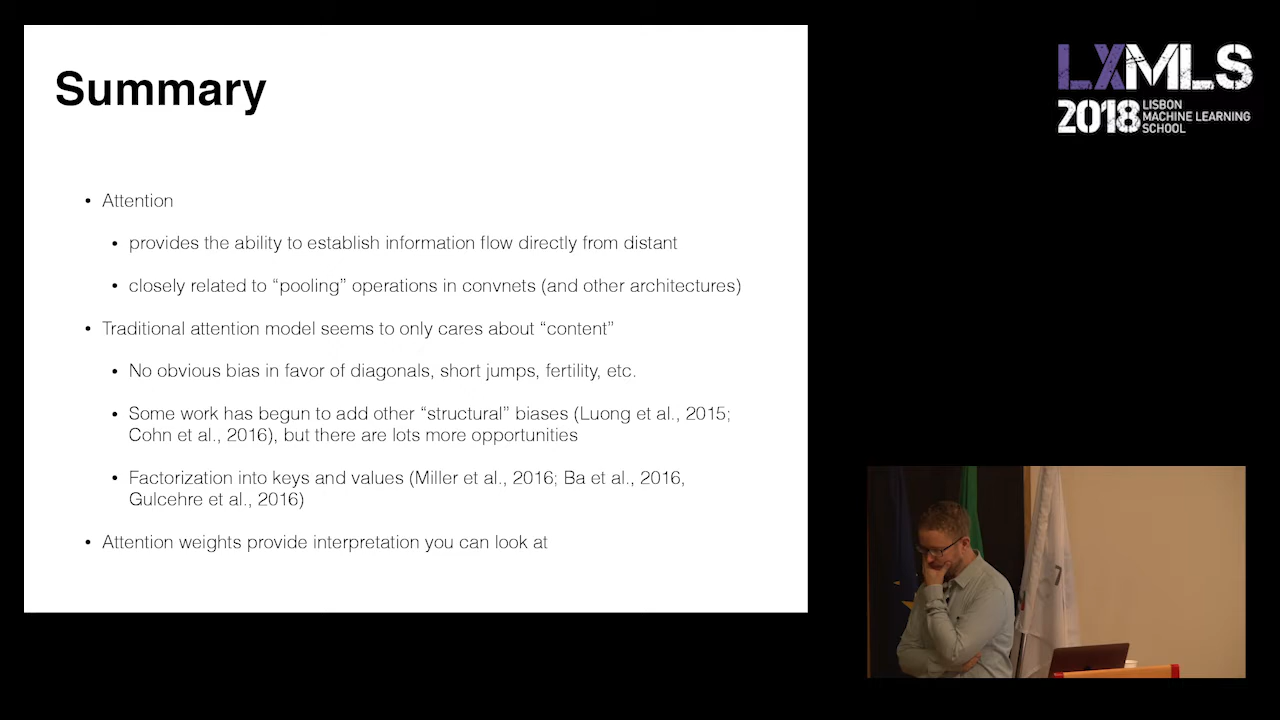 Summary
• Attention
• provides the ability to establish information flow directly from distant
• closely related to “pooling” operations in convnets (and other architectures)
• Traditional attention model seems to only cares about “content”
• No obvious bias in favor of diagonals, short jumps, fertility, etc.
• Some work has begun to add other “structural” biases (Luong et al., 2015;
Cohn et al., 2016), but there are lots more opportunities
• Factorization into keys and values (Miller et al., 2016; Ba et al., 2016,
Gulcehre et al., 2016)
• Attention weights provide interpretation you can look at
LXMLS
2018 LISBON
MACHINE LEARNING
SCHOOL